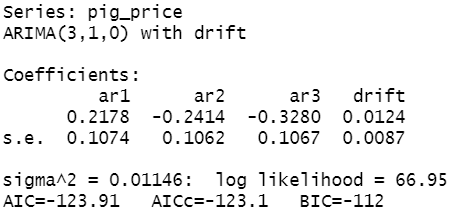 Series: pig_price
ARIMA(3,1,0) with drift
Coefficients:
ar1 ar2 ar3 drift
0.2178 -0.2414 -0.3280 0.0124
s.e. 0.1074 0.1062 0.1067 0.0087
sigma^2 = 0.01146: log likelihood = 66.95
AIC=-123.91 AICc=-123.1 BIC=-112